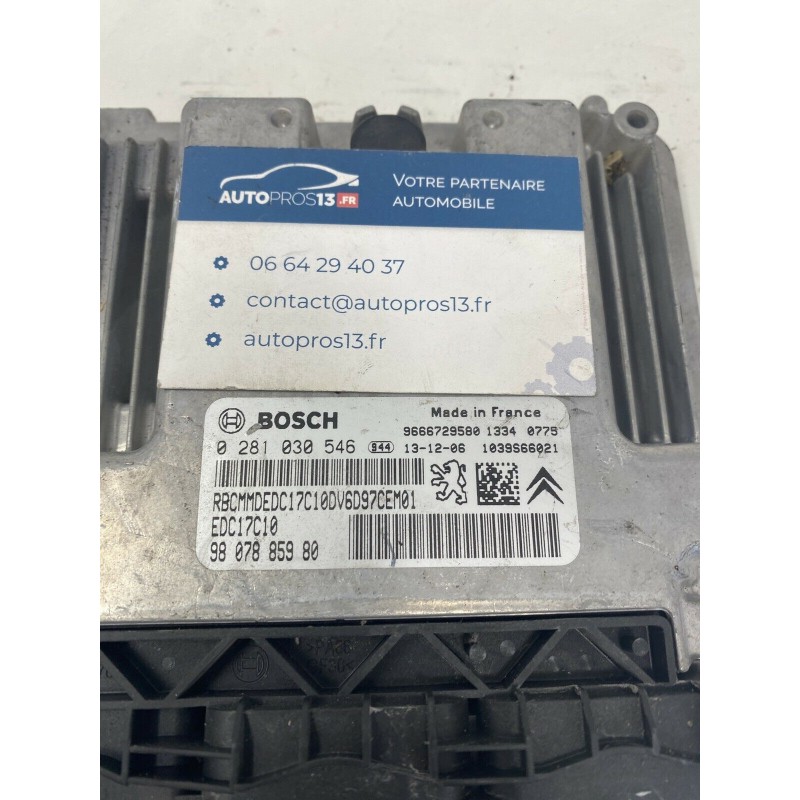 AUTOPROS13.FR
VOTRE PARTENAIRE
AUTOMOBILE
06 64 29 40 37
contact@autopros13.fr
autopros13.fr
BOSCH
Made in France
9666729580 1334 0775
0 281 030 546 944 13-12-06 1039S66021
RBCMMDEDC17C10DV6D97CEM01
EDC17C10
98 078 859 80